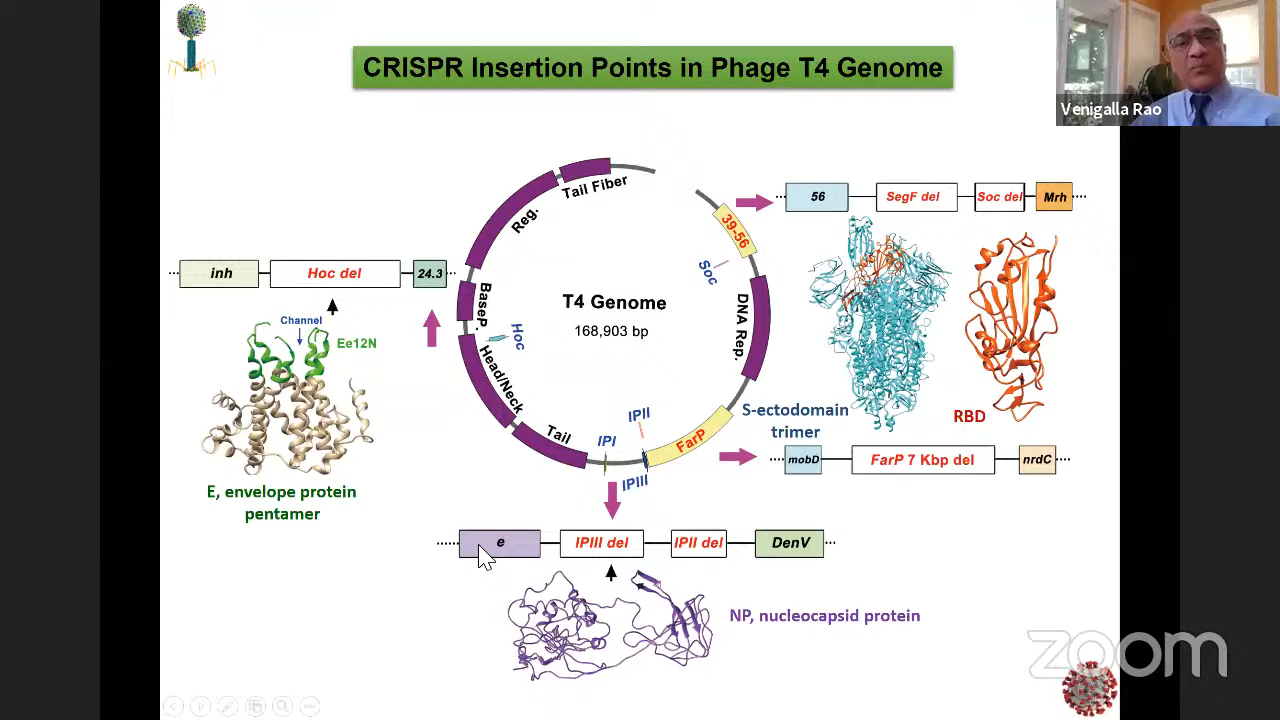 CRISPR Insertion Points in Phage T4 Genome
Venigalla Rao
Tail Fiber
Reg.
BaseP.
Head/Neck
Tail
Hoc
IPI
IPII
IPIII
FarP
DNA Rep.
39-56
Soc
T4 Genome
168,903 bp
56 SegF del Soc del Mrh
inh Hoc del 24.3
Channel
Ee12N
E, envelope protein
pentamer
S-ectodomain
trimer
RBD
mobD FarP 7 Kbp del nrdC
e IPIII del IPII del DenV
NP, nucleocapsid protein
zoom